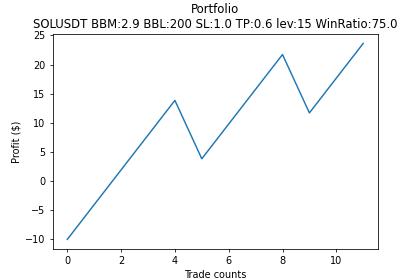 Portfolio
SOLUSDT BBM:2.9 BBL:200 SL:1.0 TP:0.6 lev:15 WinRatio:75.0
25
20
15
10
5
0
−5
−10
Profit ($)
0 2 4 6 8 10
Trade counts